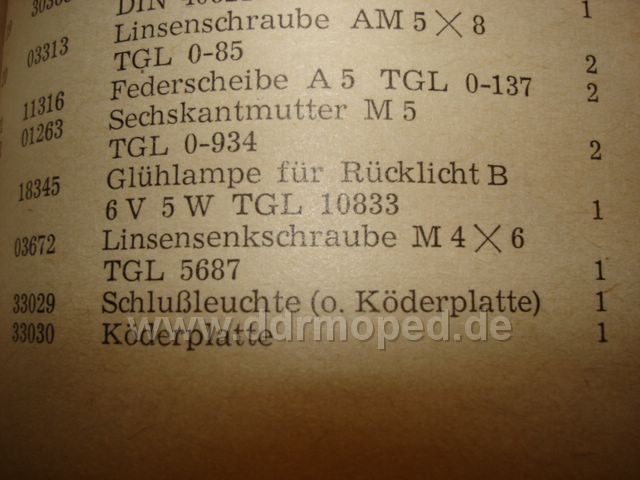 DIN
Linsenschraube AM 5 × 8 1
03313 TGL 0-85 2
11316 Federscheibe A 5 TGL 0-137 2
01263 Sechskantmutter M 5
TGL 0-934 2
18345 Glühlampe für Rücklicht B
6 V 5 W TGL 10833 1
03672 Linsensenkschraube M 4 × 6
TGL 5687 1
33029 Schlußleuchte (o. Köderplatte) 1
www.ddrmoped.de
33030 Köderplatte 1